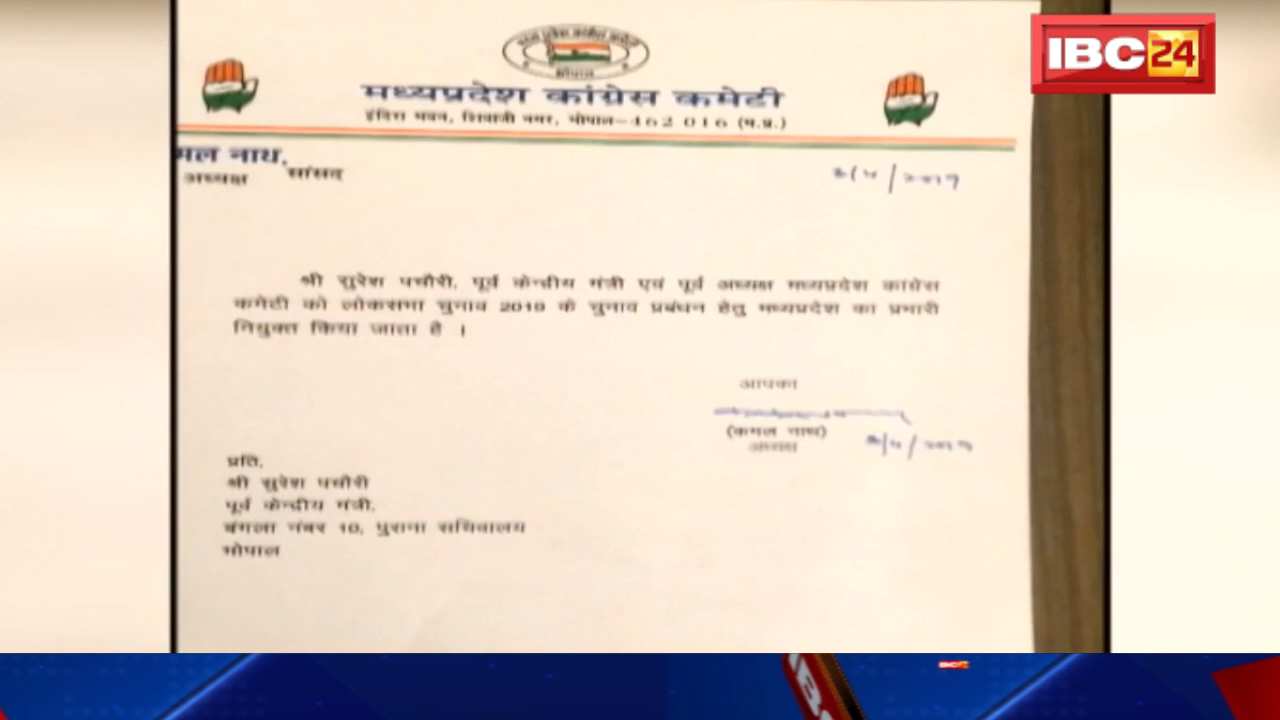 IBC24
मध्यप्रदेश कांग्रेस कमेटी
इंदिरा भवन, शिवाजी नगर, भोपाल-462 016 (म.प्र.)
मल नाथ,
अध्यक्ष सांसद
श्री सुरेश पचौरी, पूर्व केन्द्रीय मंत्री एवं पूर्व अध्यक्ष मध्यप्रदेश कांग्रेस
कमेटी को लोकसभा चुनाव 2019 के चुनाव प्रबंधन हेतु मध्यप्रदेश का प्रभारी
नियुक्त किया जाता है ।
आपका
(कमल नाथ)
अध्यक्ष
प्रति,
श्री सुरेश पचौरी
पूर्व केन्द्रीय मंत्री,
बंगला नंबर 10, पुराना सचिवालय
भोपाल
IBC24